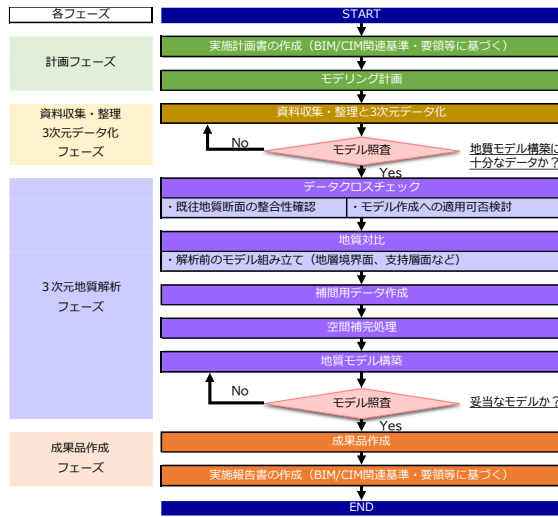 各フェーズ
START
計画フェーズ
実施計画書の作成（BIM/CIM関連基準・要領等に基づく）
モデリング計画
資料収集・整理
3次元データ化
フェーズ
資料収集・整理と3次元データ化
No
モデル照査
地質モデル構築に
十分なデータか？
Yes
３次元地質解析
フェーズ
データクロスチェック
・既往地質断面の整合性確認
・モデル作成への適用可否検討
地質対比
・解析前のモデル組み立て（地層境界面、支持層面など）
補間用データ作成
空間補完処理
地質モデル構築
No
モデル照査
妥当なモデルか？
Yes
成果品作成
フェーズ
成果品作成
実施報告書の作成（BIM/CIM関連基準・要領等に基づく）
END